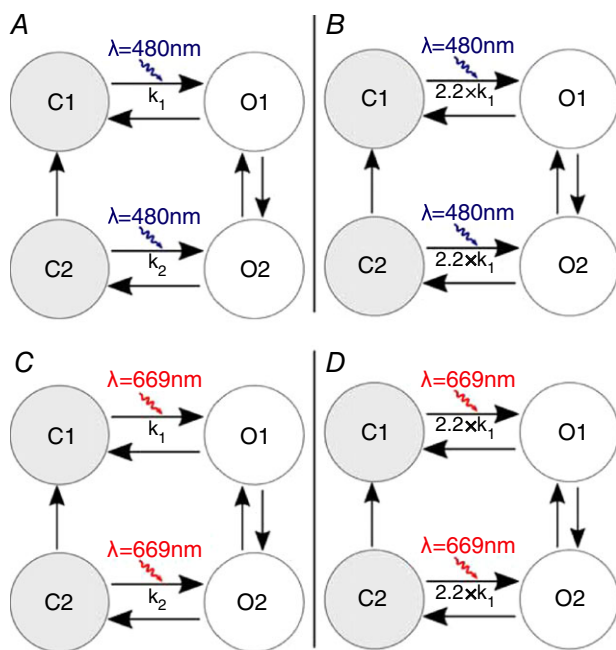 A
λ=480nm
C1
k1
O1
λ=480nm
C2
k2
O2
B
λ=480nm
C1
2.2×k1
O1
λ=480nm
C2
2.2×k1
O2
C
λ=669nm
C1
k1
O1
λ=669nm
C2
k2
O2
D
λ=669nm
C1
2.2×k1
O1
λ=669nm
C2
2.2×k1
O2